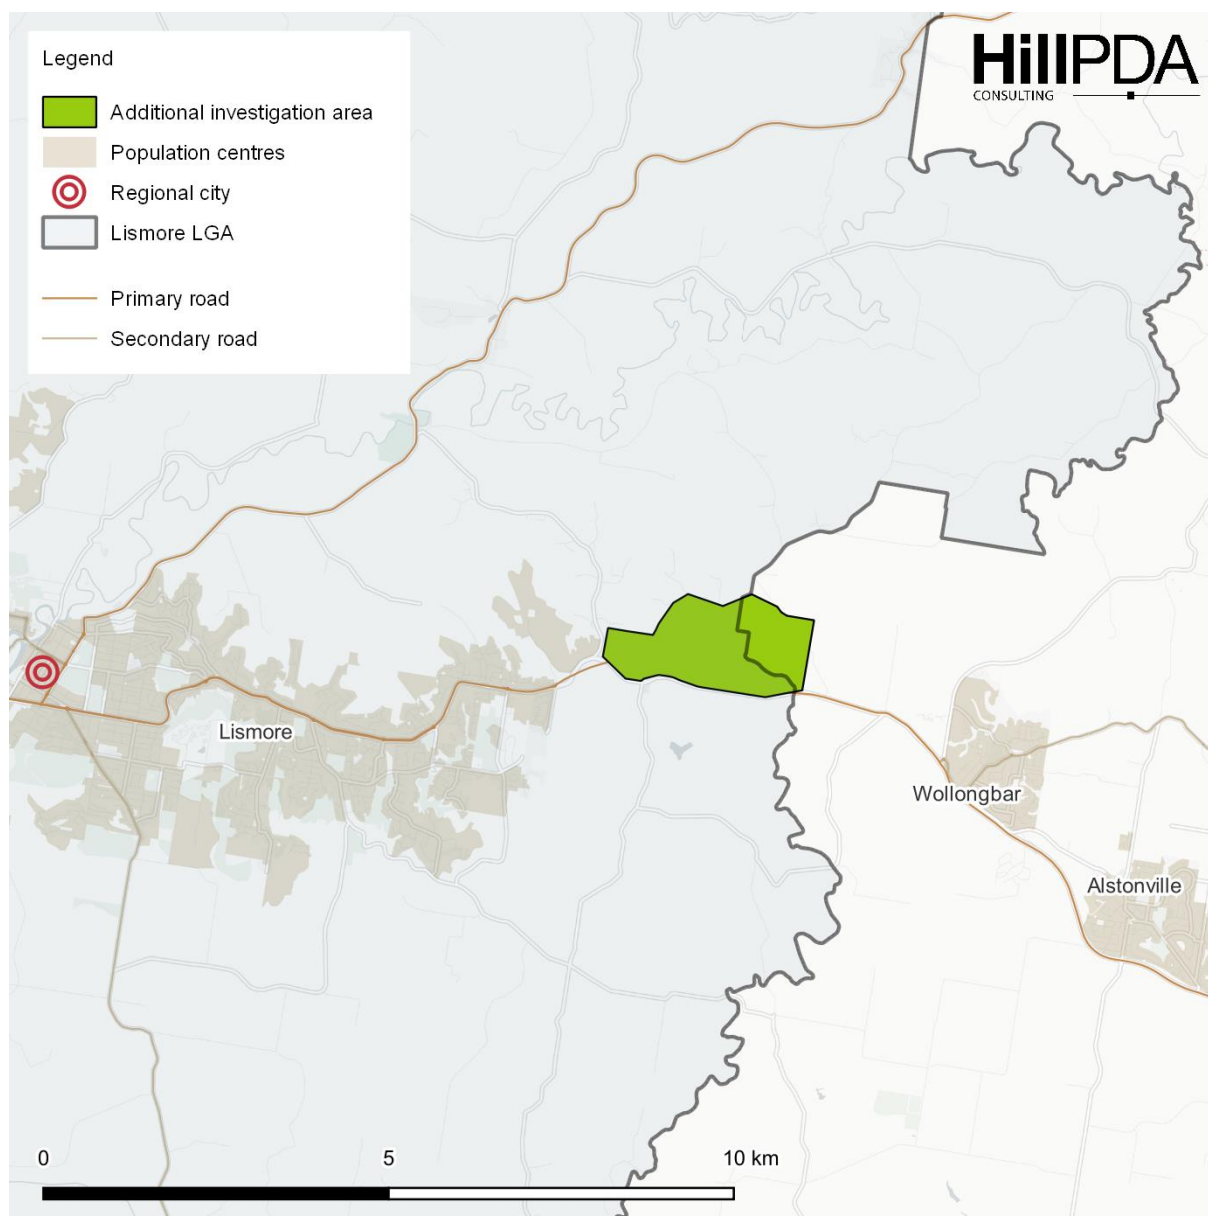 Legend
Additional investigation area
Population centres
Regional city
Lismore LGA
Primary road
Secondary road
HillPDA
CONSULTING
Lismore
Wollongbar
Alstonville
0 5 10 km